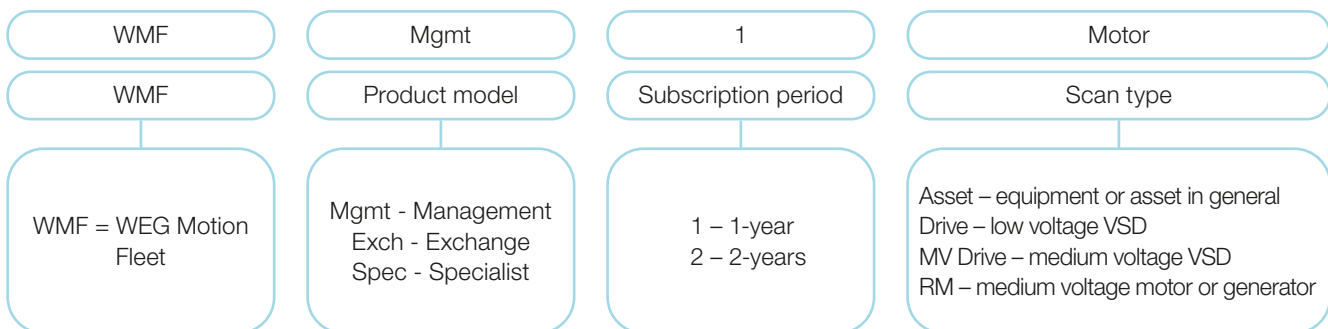 WMF
Mgmt
1
Motor
WMF
Product model
Subscription period
Scan type
WMF = WEG Motion
Fleet
Mgmt - Management
Exch - Exchange
Spec - Specialist
1 – 1-year
2 – 2-years
Asset – equipment or asset in general
Drive – low voltage VSD
MV Drive – medium voltage VSD
RM – medium voltage motor or generator